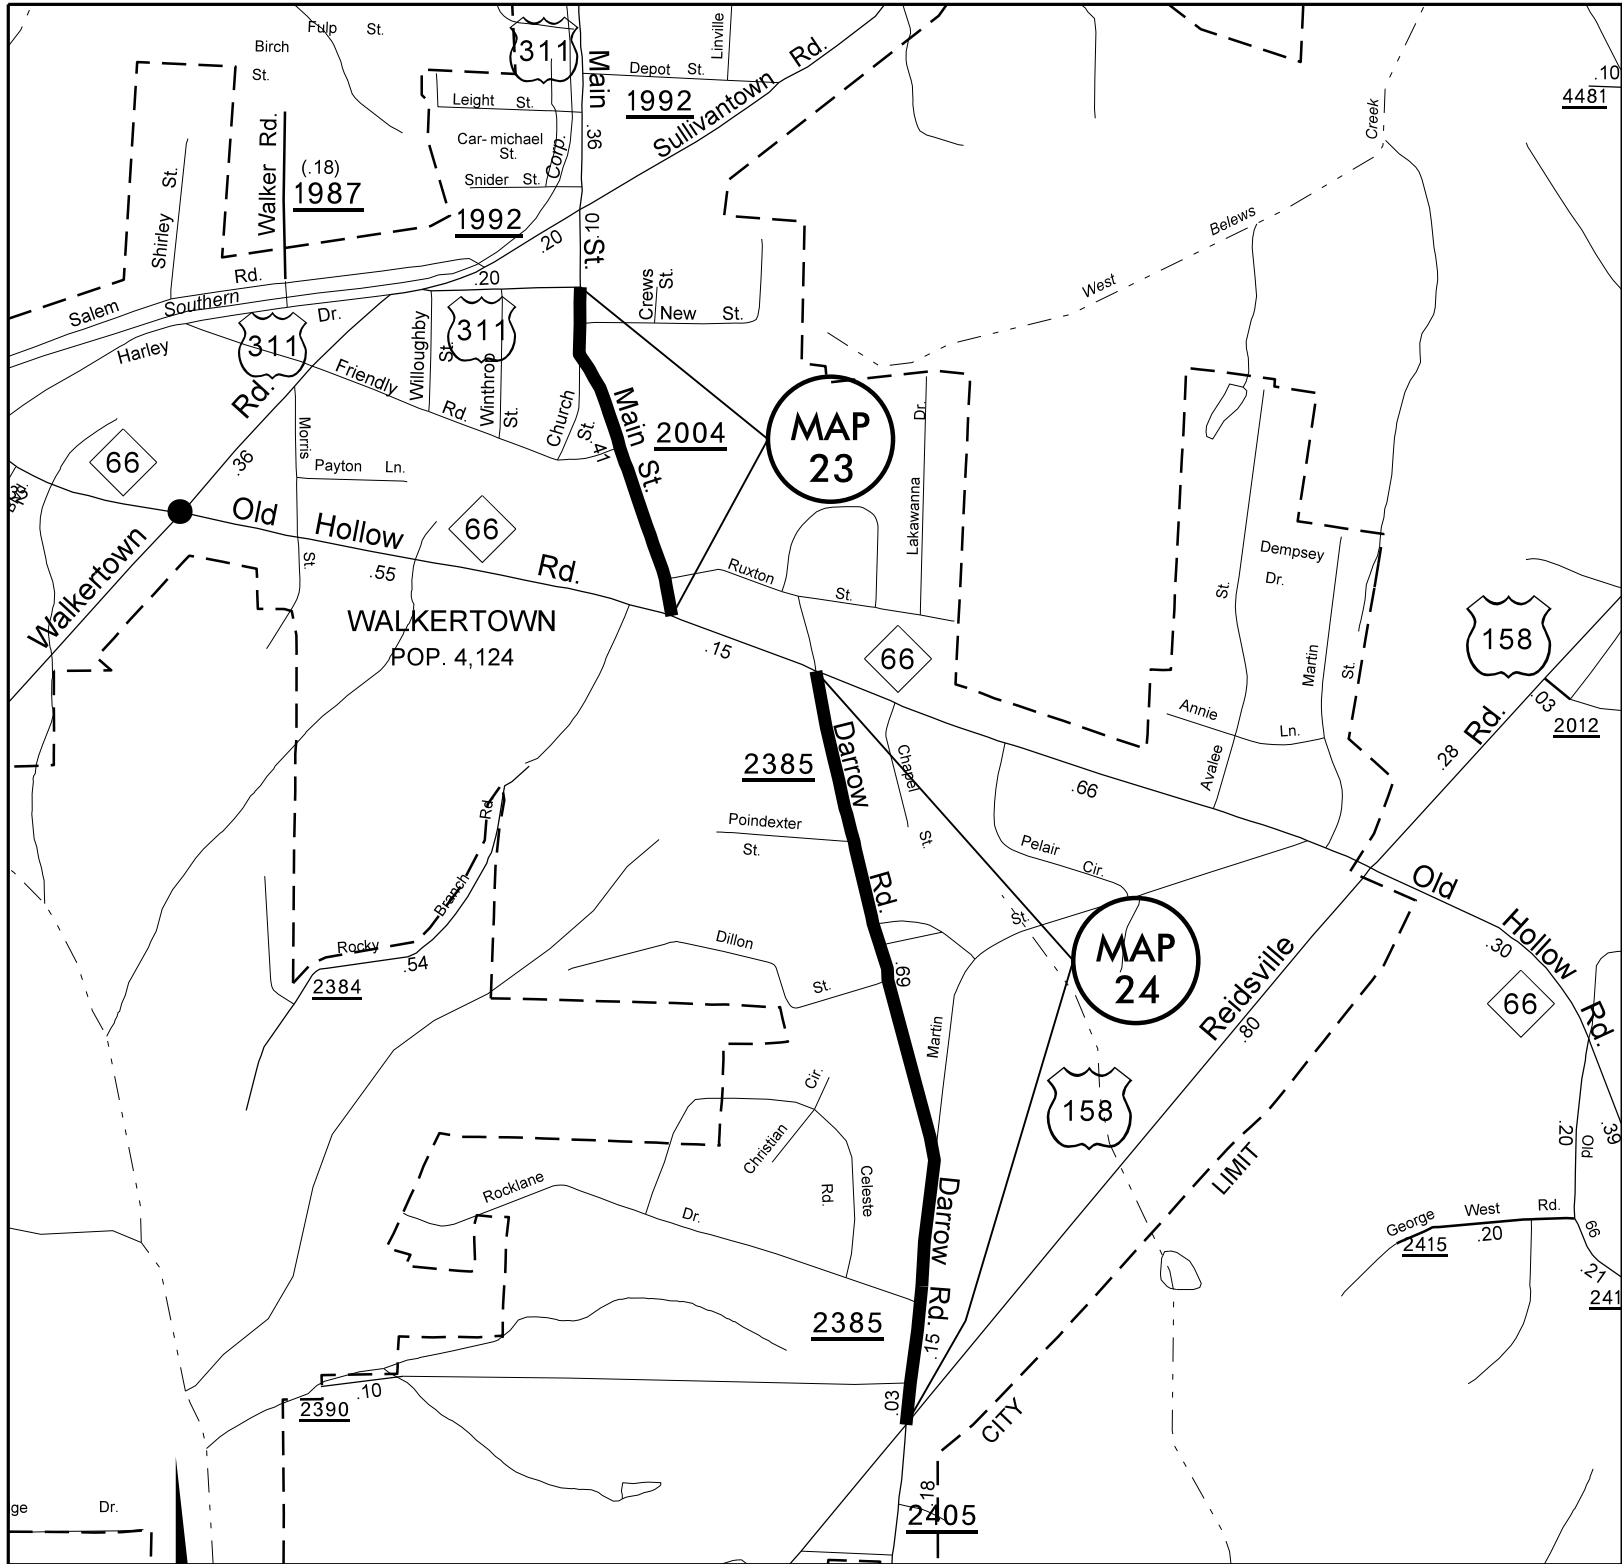 Fulp St.
Birch
St.
311
Main
Linville
Depot St.
Sullivantown Rd.
.10
4481
Leight St.
1992
Creek
Walker Rd.
(.18)
1987
Car- michael
St.
Corp.
.36
Snider St.
Shirley St.
1992
.20
.10
St.
Belews
West
Salem Rd.
Southern
.20
Crews
St.
New St.
Harley Dr.
311
311
Willoughby
St.
Winthrop
St.
Friendly
Rd.
Church
St.
.41
Main
St.
2004
MAP
23
Dr.
Lakawanna
Rd.
Morris
Payton Ln.
.36
66
Old Hollow Rd.
66
.55
St.
Walkertown
WALKERTOWN
POP. 4,124
Ruxton
St.
.15
66
Dempsey
Dr.
St.
Martin
St.
158
Annie
Ln.
Avalee
Rd.
.03
2012
.28
.66
2385
Darrow
Chapel
St.
Poindexter
St.
Rd.
Pelair
Cir.
Old
Hollow
.30
Rd.
66
Rd.
Branch
Rocky
.54
2384
Dillon
St.
.69
St.
MAP
24
Martin
Reidsville
.80
158
Cir.
Christian
Celeste
Rd.
Rocklane
Dr.
Darrow
Rd.
LIMIT
.20
Old
.39
George West Rd.
2415
.20
66
.21
241
2385
.15
.03
.10
2390
CITY
.18
2405
ge Dr.